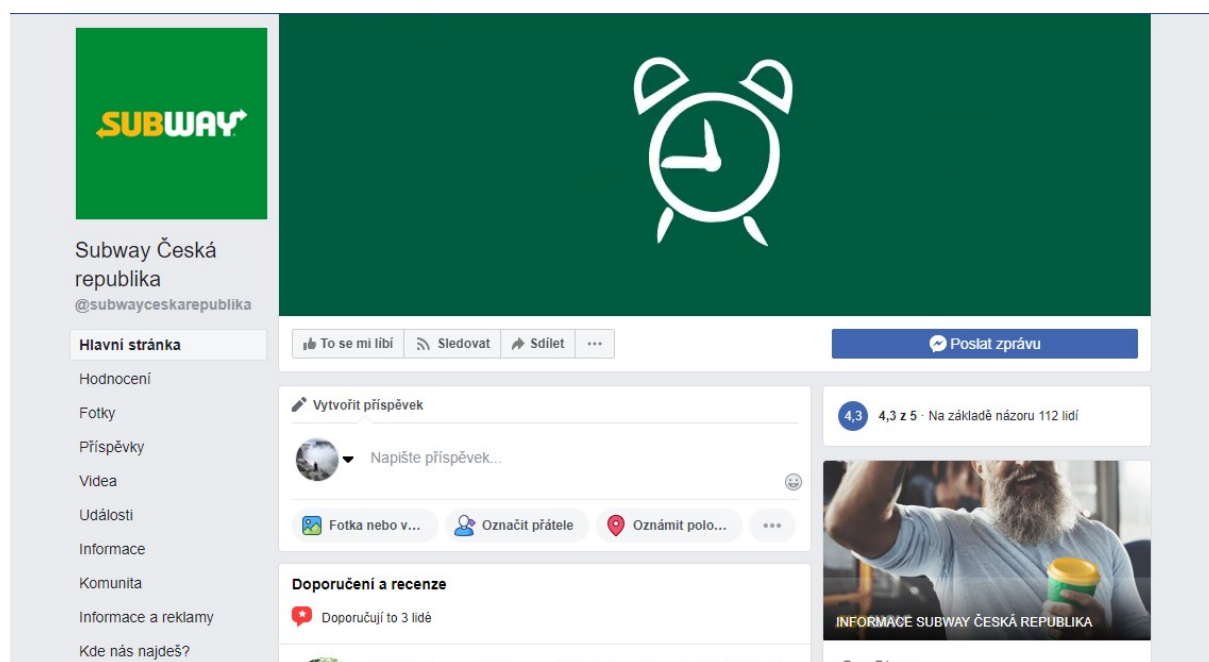 SUBWAY
Subway Česká
republika
@subwayceskarepublika
Hlavní stránka
Hodnocení
Fotky
Příspěvky
Videa
Události
Informace
Komunita
Informace a reklamy
Kde nás najdeš?
To se mi líbí
Sledovat
Sdílet
Poslat zprávu
Vytvořit příspěvek
Napište příspěvek...
Fotka nebo v...
Označit přátele
Oznámit polo...
Doporučení a recenze
Doporučují to 3 lidé
4,3
4,3 z 5 · Na základě názoru 112 lidí
INFORMACE SUBWAY ČESKÁ REPUBLIKA